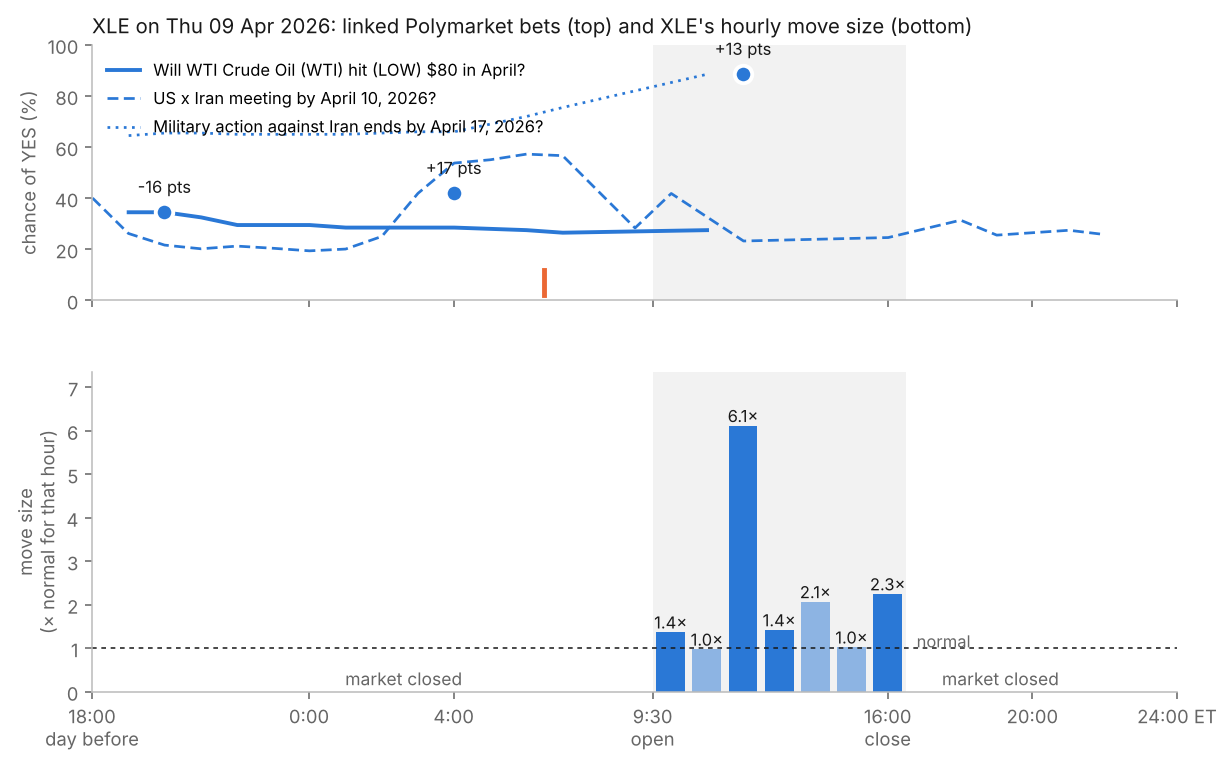 XLE on Thu 09 Apr 2026: linked Polymarket bets (top) and XLE's hourly move size (bottom)
chance of YES (%)
100
80
60
40
20
0
Will WTI Crude Oil (WTI) hit (LOW) $80 in April?
US x Iran meeting by April 10, 2026?
Military action against Iran ends by April 17, 2026?
-16 pts
+17 pts
+13 pts
move size
(× normal for that hour)
7
6
5
4
3
2
1
0
1.4×
1.0×
6.1×
1.4×
2.1×
1.0×
2.3×
normal
market closed
market closed
18:00
day before
0:00
4:00
9:30
open
16:00
close
20:00
24:00 ET